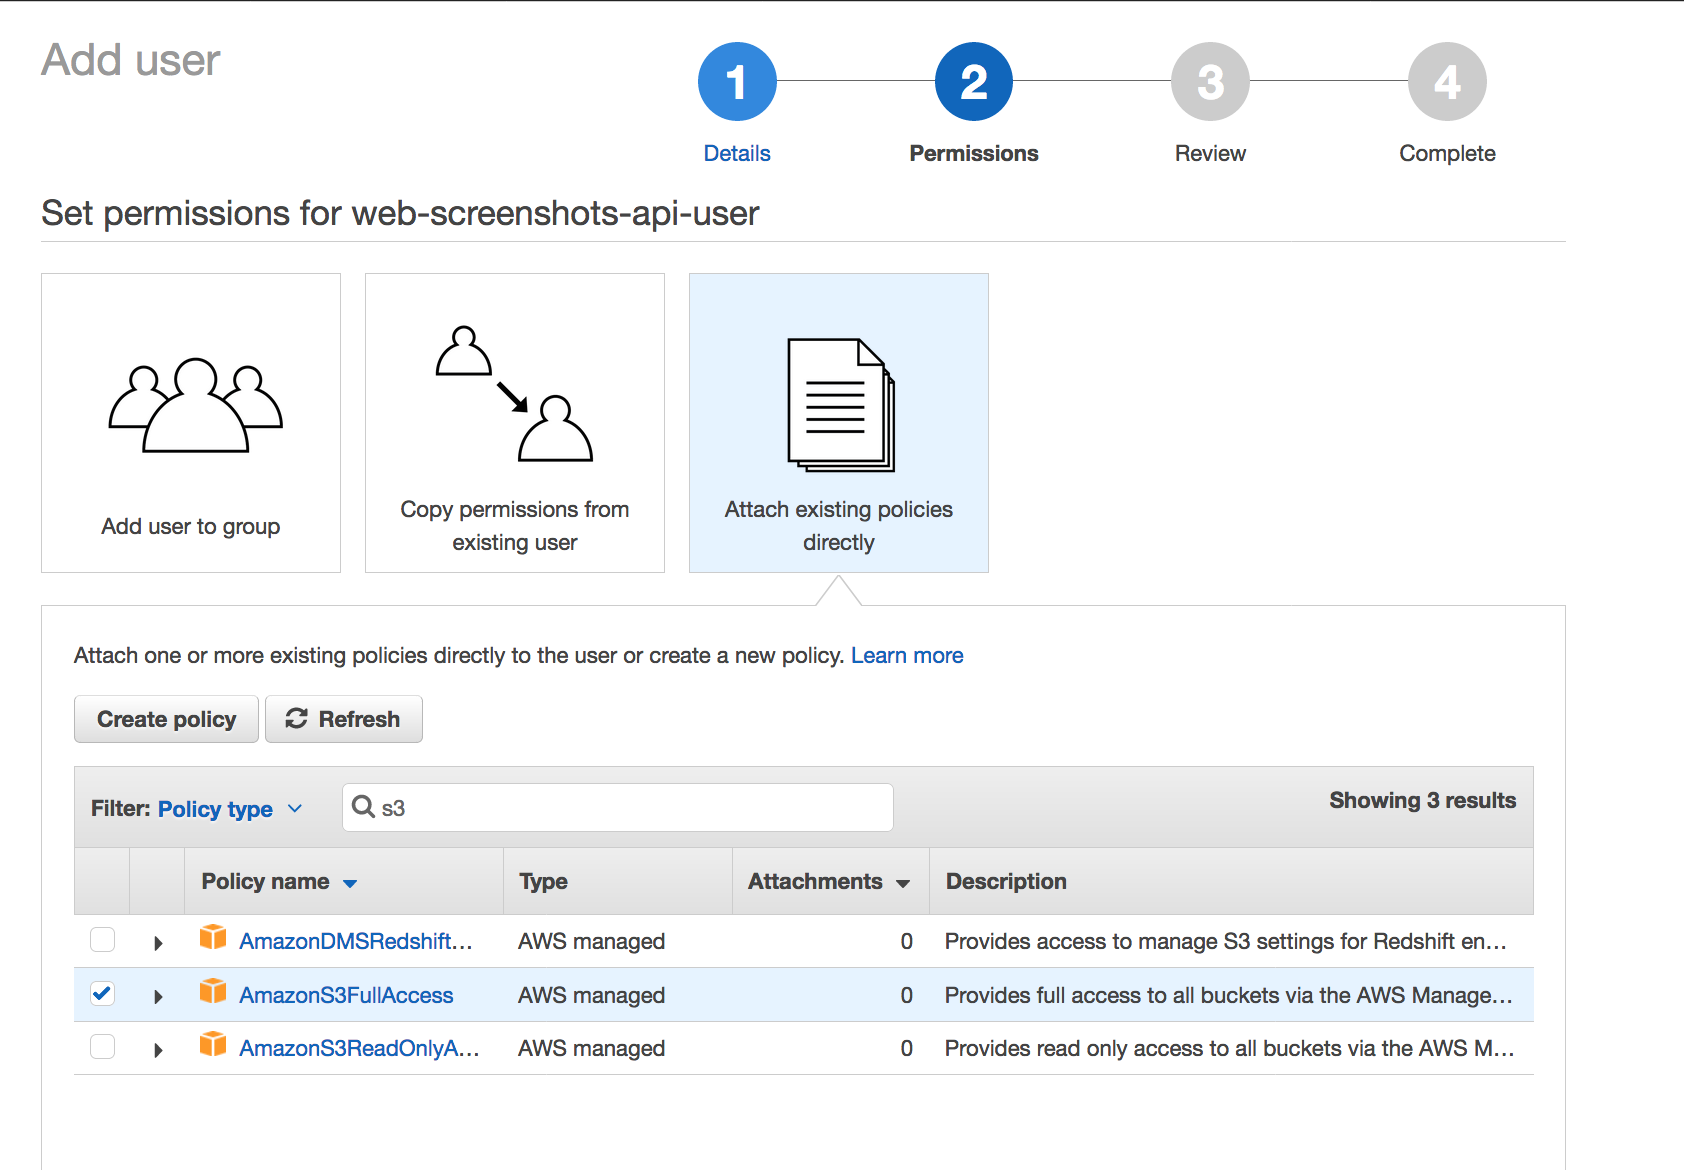 Add user
1
2
3
4
Details
Permissions
Review
Complete
Set permissions for web-screenshots-api-user
Add user to group
Copy permissions from
existing user
Attach existing policies
directly
Attach one or more existing policies directly to the user or create a new policy. Learn more
Create policy
Refresh
Filter: Policy type
s3
Showing 3 results
Policy name
Type
Attachments
Description
AmazonDMSRedshift...
AWS managed
0
Provides access to manage S3 settings for Redshift en...
AmazonS3FullAccess
AWS managed
0
Provides full access to all buckets via the AWS Manage...
AmazonS3ReadOnlyA...
AWS managed
0
Provides read only access to all buckets via the AWS M...